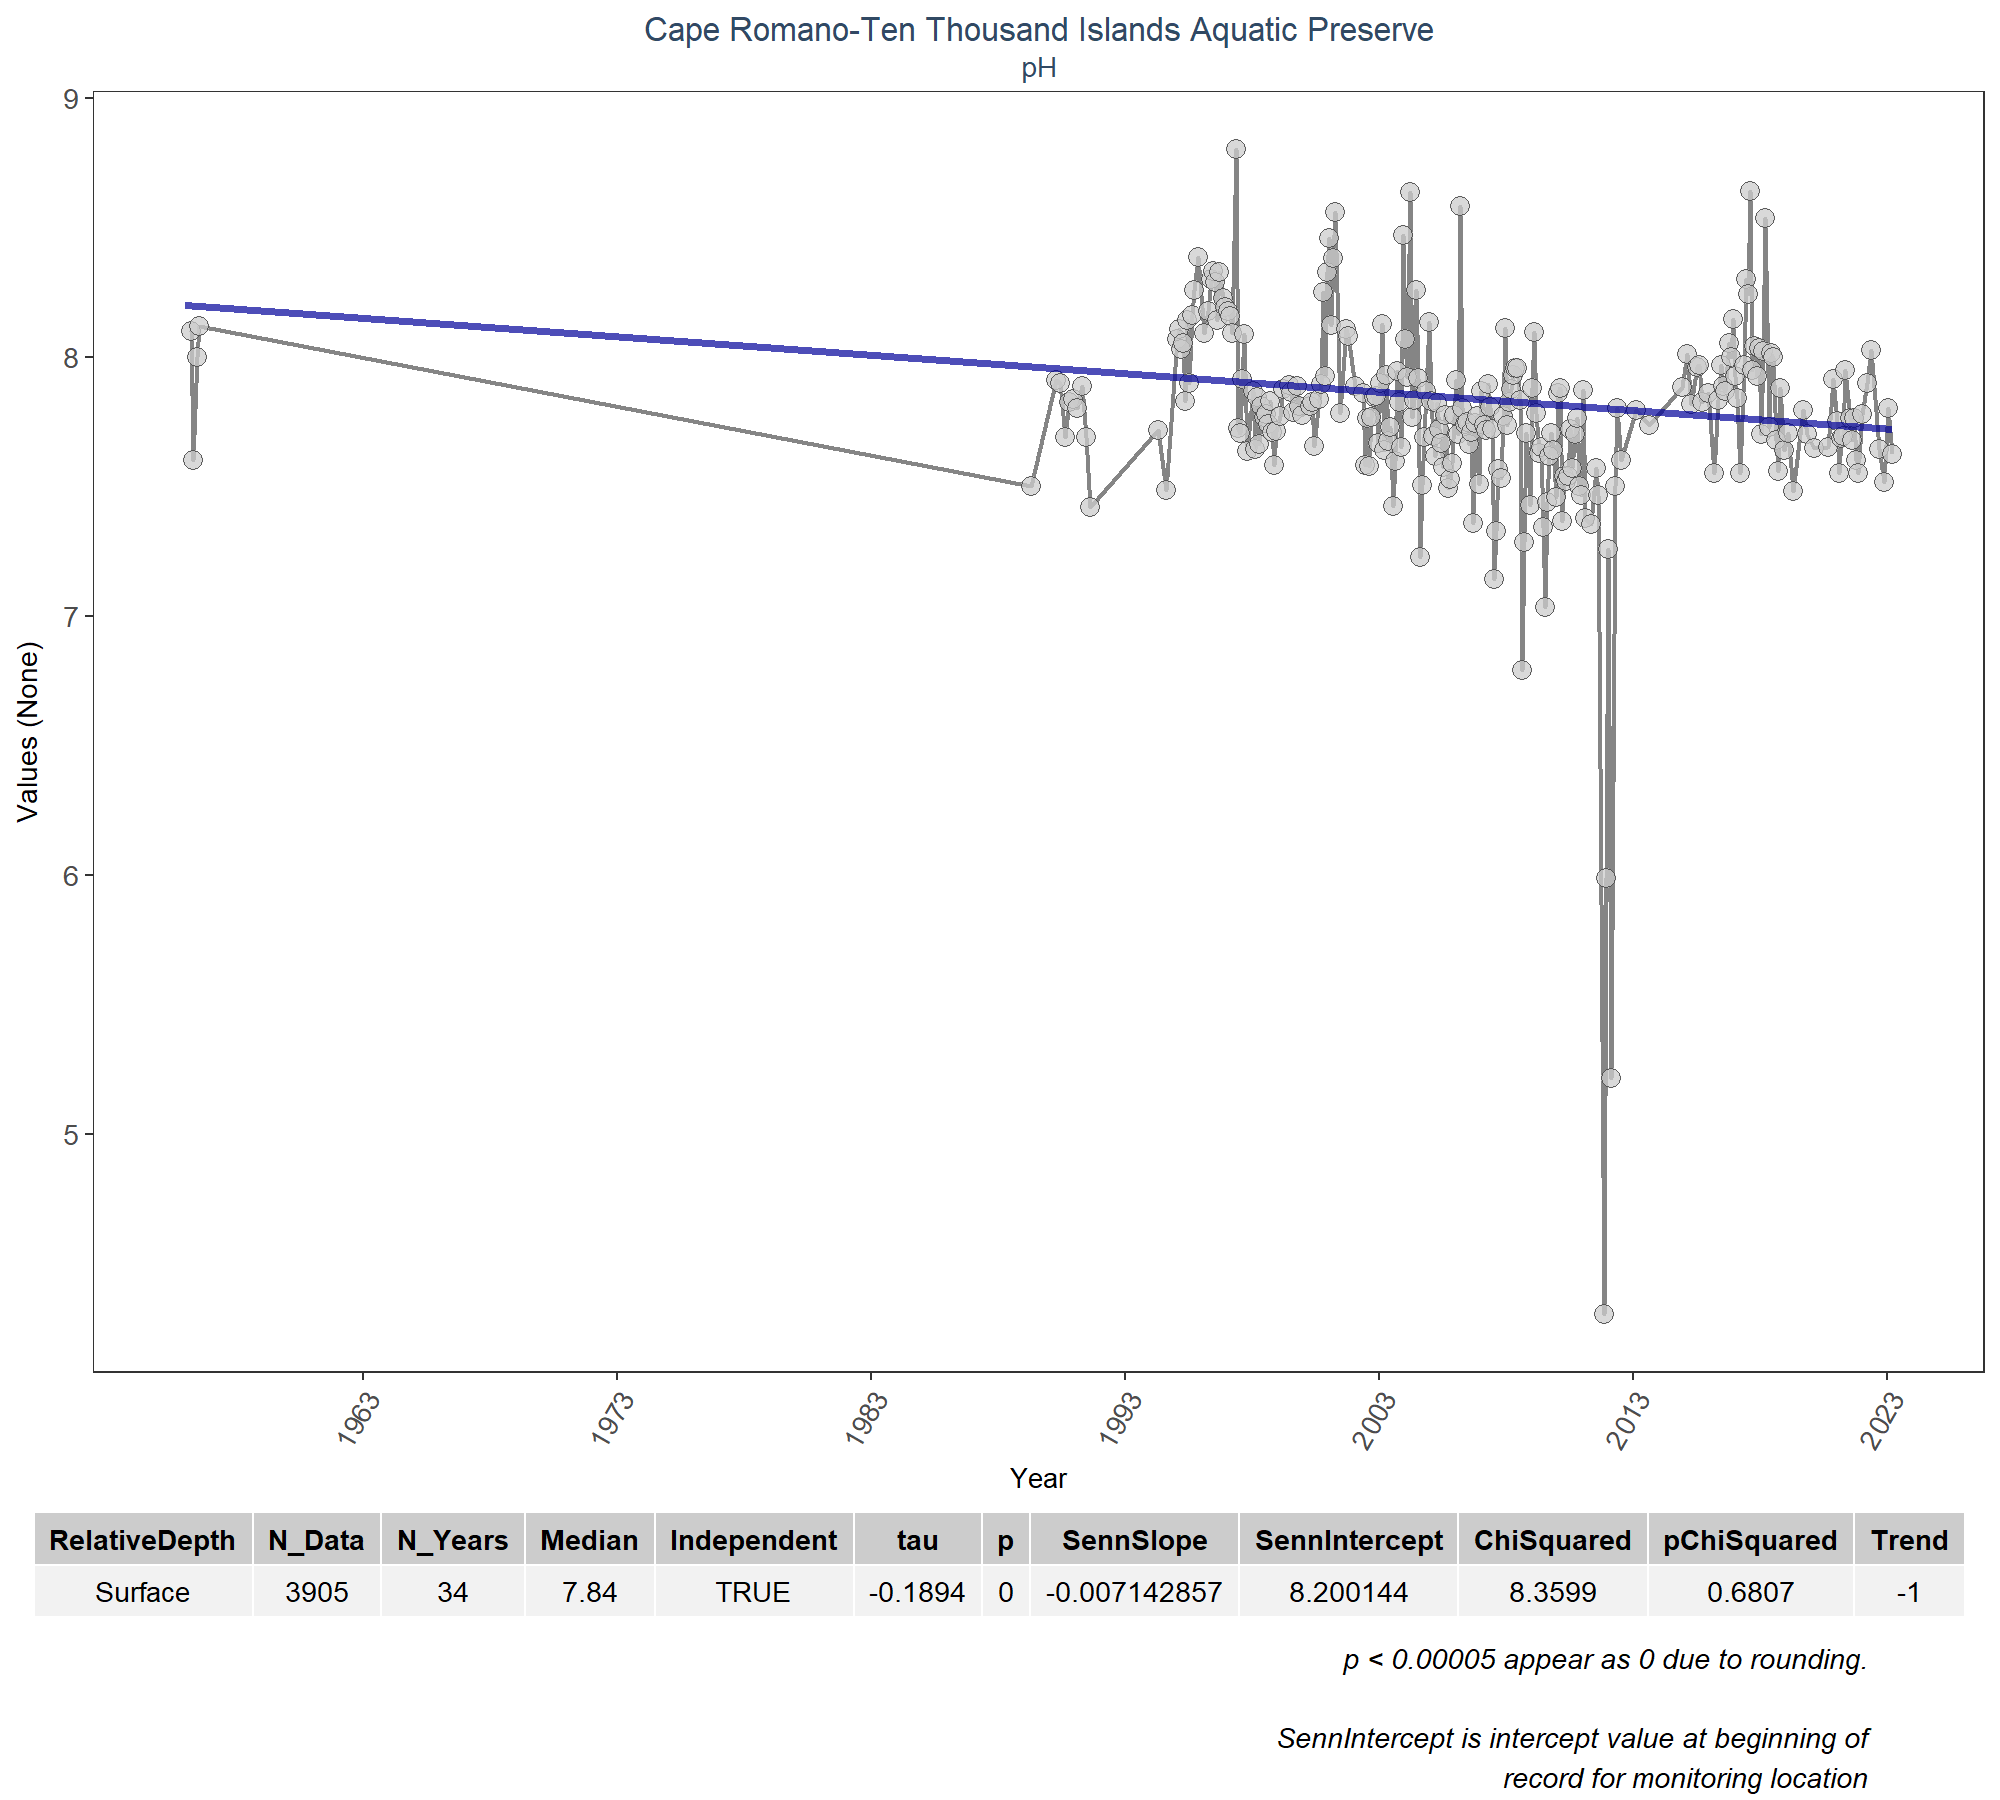 Cape Romano-Ten Thousand Islands Aquatic Preserve
pH
9
8
7
6
5
Values (None)
1963 1973 1983 1993 2003 2013 2023
Year
RelativeDepth N_Data N_Years Median Independent tau p SennSlope SennIntercept ChiSquared pChiSquared Trend
Surface 3905 34 7.84 TRUE -0.1894 0 -0.007142857 8.200144 8.3599 0.6807 -1
p < 0.00005 appear as 0 due to rounding.
SennIntercept is intercept value at beginning of
record for monitoring location